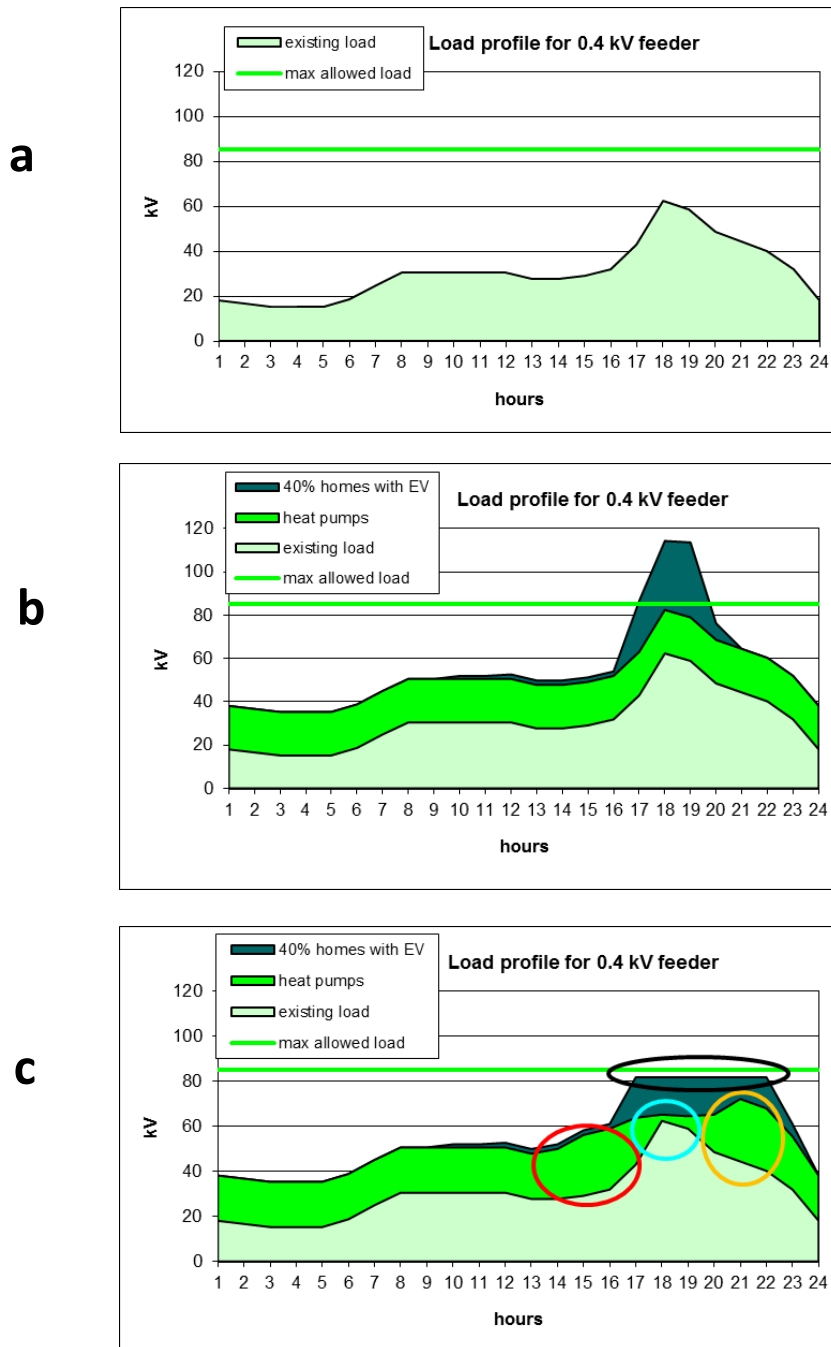 a
existing load
max allowed load
Load profile for 0.4 kV feeder
120
100
80
60
40
20
0
kV
1 2 3 4 5 6 7 8 9 10 11 12 13 14 15 16 17 18 19 20 21 22 23 24
hours
b
40% homes with EV
heat pumps
existing load
max allowed load
Load profile for 0.4 kV feeder
120
100
80
60
40
20
0
kV
1 2 3 4 5 6 7 8 9 10 11 12 13 14 15 16 17 18 19 20 21 22 23 24
hours
c
40% homes with EV
heat pumps
existing load
max allowed load
Load profile for 0.4 kV feeder
120
100
80
60
40
20
0
kV
1 2 3 4 5 6 7 8 9 10 11 12 13 14 15 16 17 18 19 20 21 22 23 24
hours